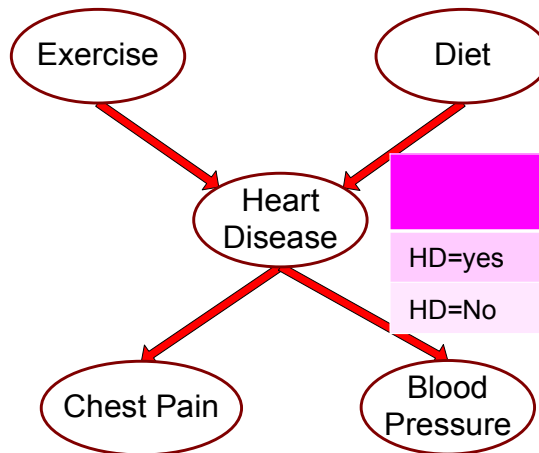 Exercise
Diet
Heart
Disease
HD=yes
HD=No
Chest Pain
Blood
Pressure